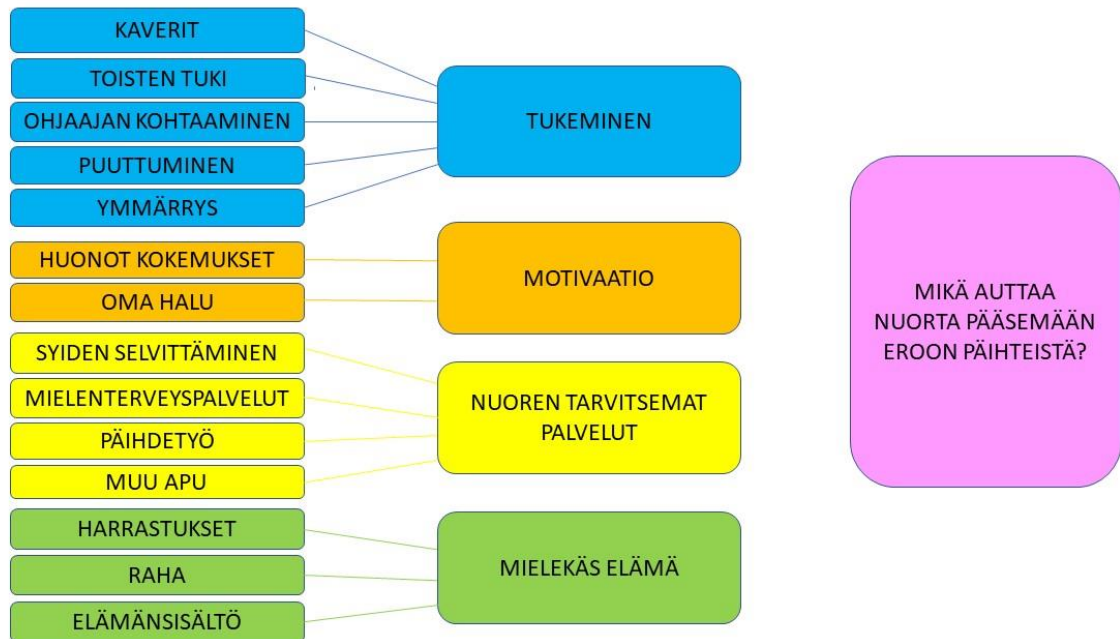 KAVERIT
TOISTEN TUKI
OHJAAJAN KOHTAAMINEN
PUUTTUMINEN
YMMÄRRYS
TUKEMINEN
HUONOT KOKEMUKSET
OMA HALU
MOTIVAATIO
SYIDEN SELVITTÄMINEN
MIELENTERVEYSPALVELUT
PÄIHDETYÖ
MUU APU
NUOREN TARVITSEMAT
PALVELUT
HARRASTUKSET
RAHA
ELÄMÄNSISÄLTÖ
MIELEKÄS ELÄMÄ
MIKÄ AUTTAA
NUORTA PÄÄSEMÄÄN
EROON PÄIHTEISTÄ?